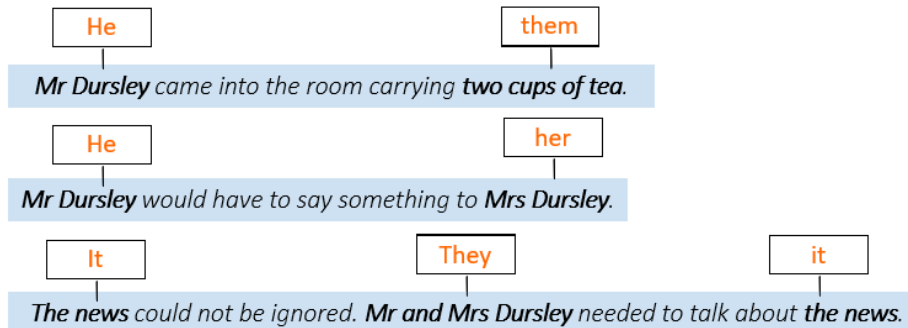 He them
Mr Dursley came into the room carrying two cups of tea.
He her
Mr Dursley would have to say something to Mrs Dursley.
It They it
The news could not be ignored. Mr and Mrs Dursley needed to talk about the news.